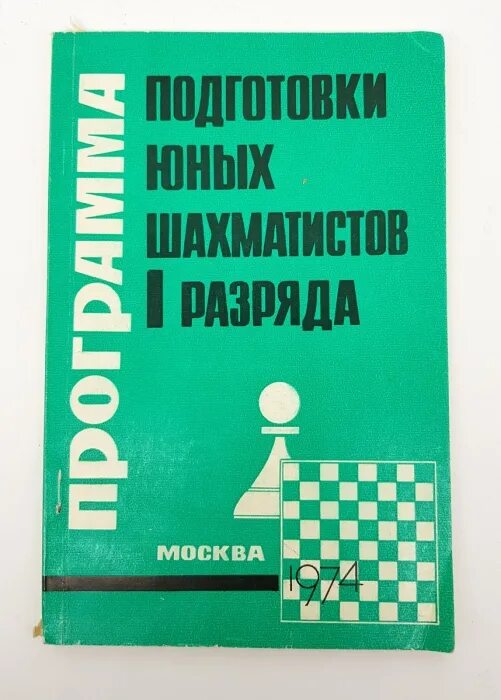 ПРОГРАММА
ПОДГОТОВКИ
ЮНЫХ
ШАХМАТИСТОВ
I РАЗРЯДА
МОСКВА
1974